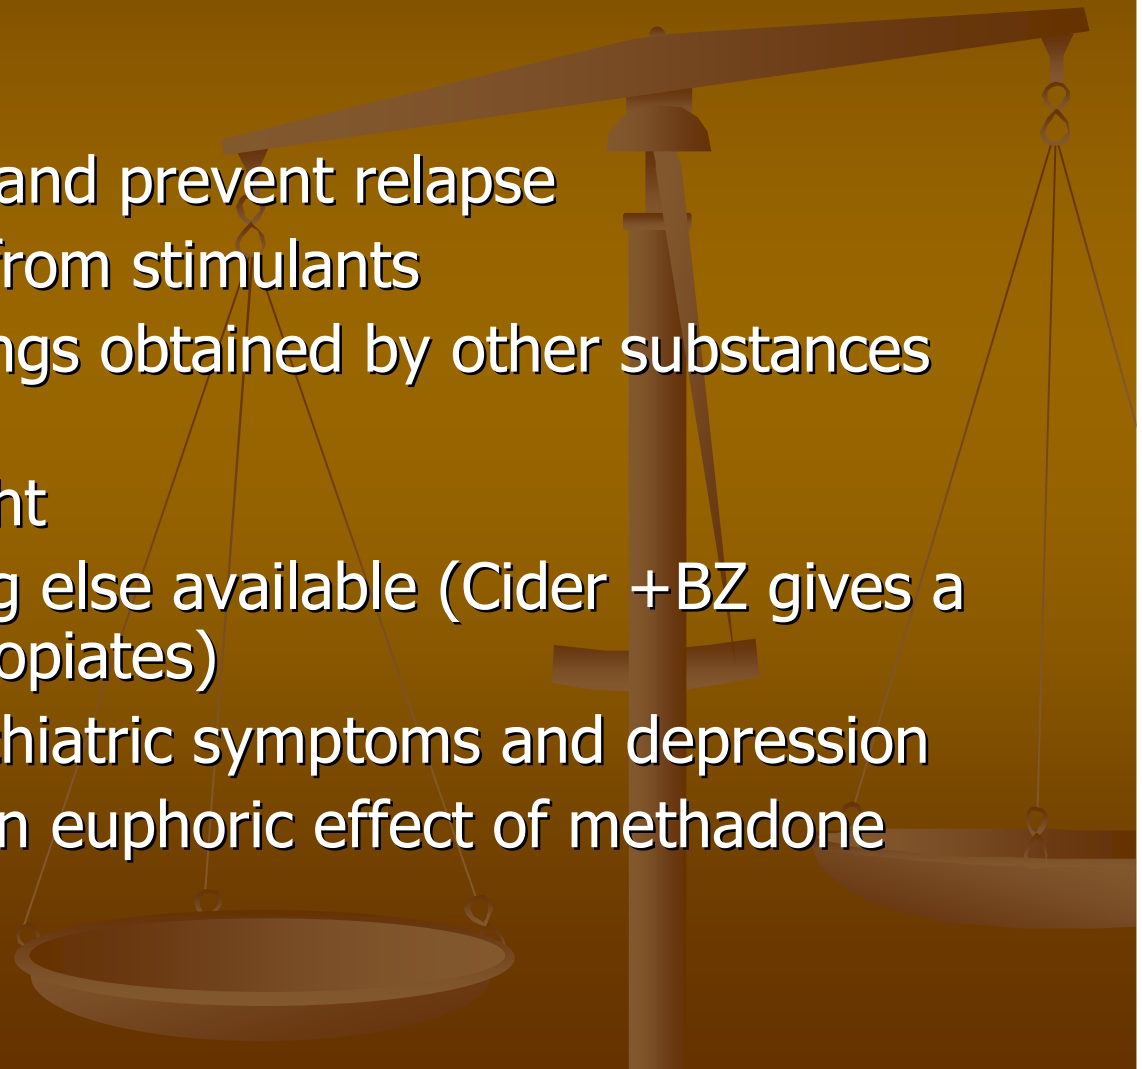 and prevent relapse
from stimulants
ngs obtained by other substances
ht
g else available (Cider +BZ gives a
opiates)
hiatric symptoms and depression
n euphoric effect of methadone